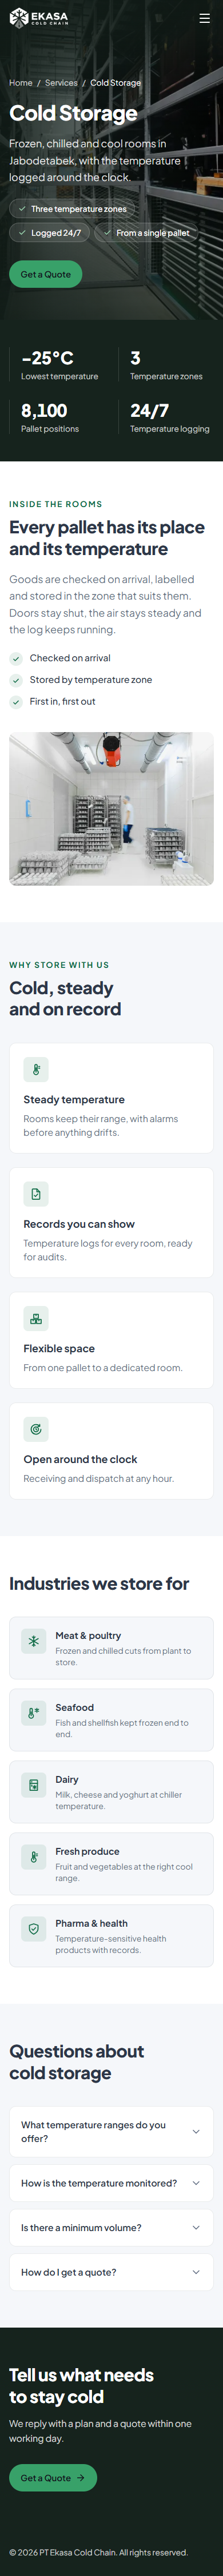 EKASA
COLD CHAIN
Home / Services / Cold Storage
Cold Storage
Frozen, chilled and cool rooms in
Jabodetabek, with the temperature
logged around the clock.
Three temperature zones
Logged 24/7
From a single pallet
Get a Quote
−25°C
Lowest temperature
3
Temperature zones
8,100
Pallet positions
24/7
Temperature logging
INSIDE THE ROOMS
Every pallet has its place
and its temperature
Goods are checked on arrival, labelled
and stored in the zone that suits them.
Doors stay shut, the air stays steady and
the log keeps running.
Checked on arrival
Stored by temperature zone
First in, first out
WHY STORE WITH US
Cold, steady
and on record
Steady temperature
Rooms keep their range, with alarms
before anything drifts.
Records you can show
Temperature logs for every room, ready
for audits.
Flexible space
From one pallet to a dedicated room.
Open around the clock
Receiving and dispatch at any hour.
Industries we store for
Meat & poultry
Frozen and chilled cuts from plant to
store.
Seafood
Fish and shellfish kept frozen end to
end.
Dairy
Milk, cheese and yoghurt at chiller
temperature.
Fresh produce
Fruit and vegetables at the right cool
range.
Pharma & health
Temperature-sensitive health
products with records.
Questions about
cold storage
What temperature ranges do you
offer?
How is the temperature monitored?
Is there a minimum volume?
How do I get a quote?
Tell us what needs
to stay cold
We reply with a plan and a quote within one
working day.
Get a Quote
© 2026 PT Ekasa Cold Chain. All rights reserved.